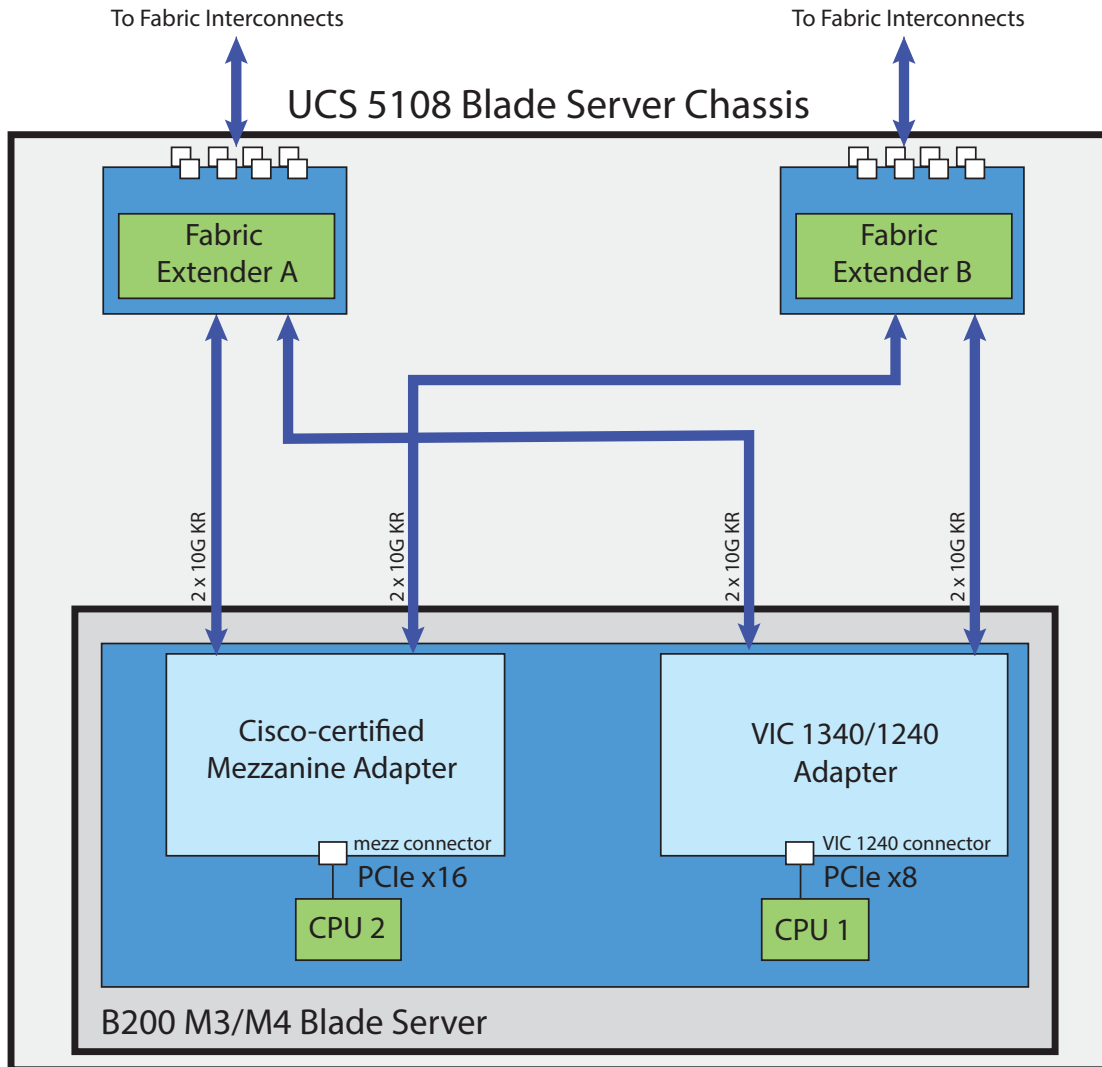 To Fabric Interconnects
To Fabric Interconnects
UCS 5108 Blade Server Chassis
Fabric
Extender A
Fabric
Extender B
2 x 10G KR
2 x 10G KR
2 x 10G KR
2 x 10G KR
Cisco-certified
Mezzanine Adapter
VIC 1340/1240
Adapter
mezz connector
VIC 1240 connector
PCIe x16
PCIe x8
CPU 2
CPU 1
B200 M3/M4 Blade Server